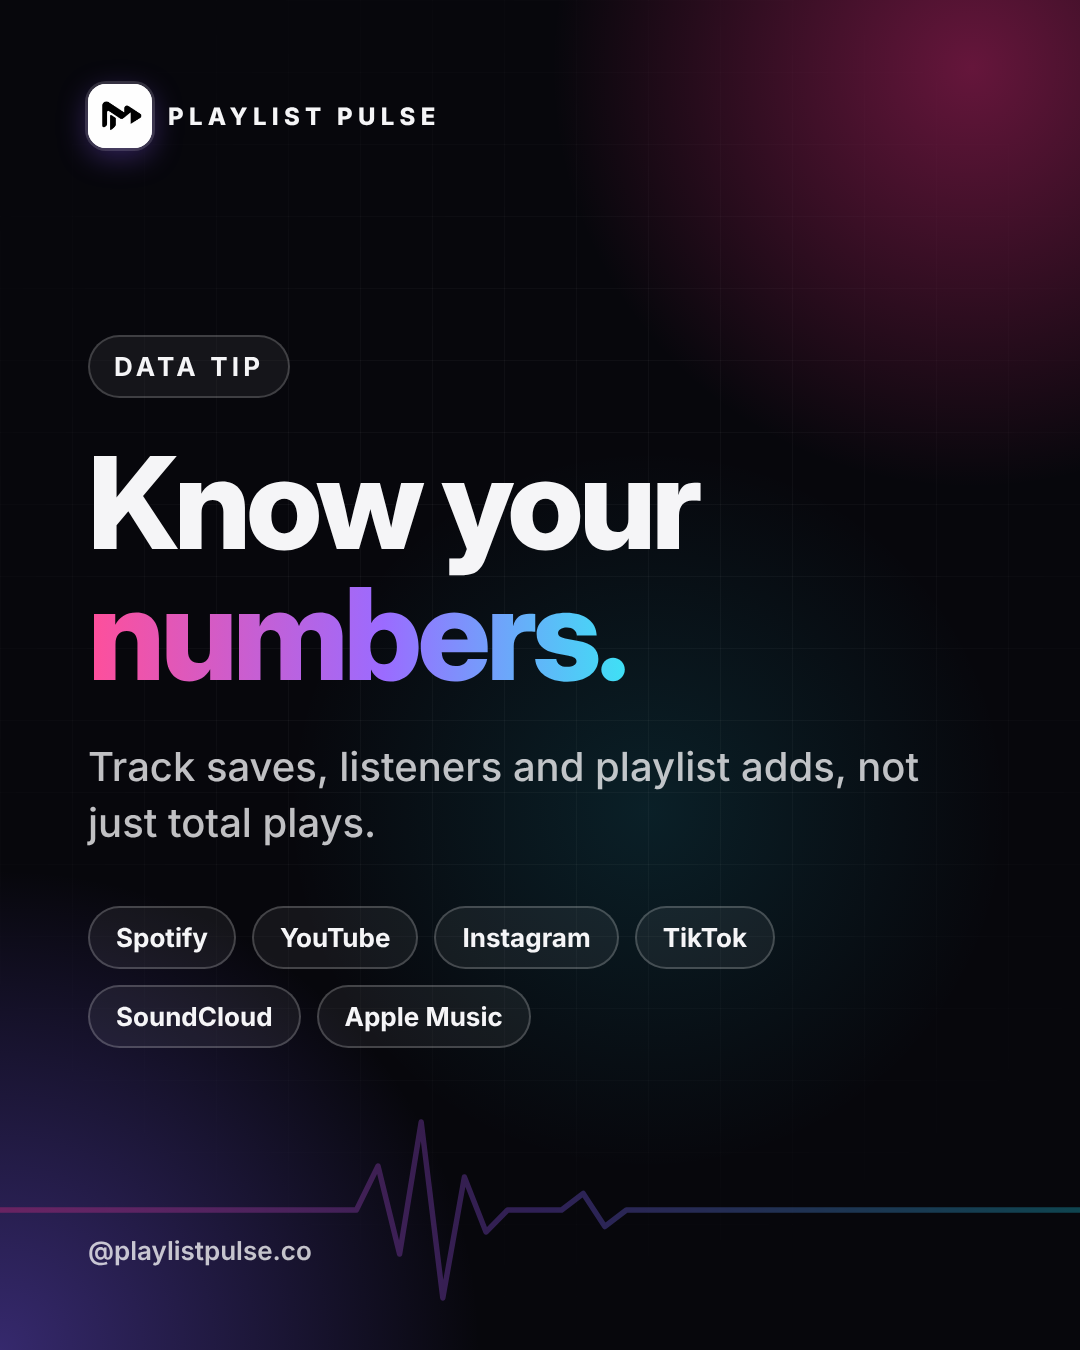 PLAYLIST PULSE
DATA TIP
Know your
numbers.
Track saves, listeners and playlist adds, not
just total plays.
Spotify YouTube Instagram TikTok
SoundCloud Apple Music
@playlistpulse.co